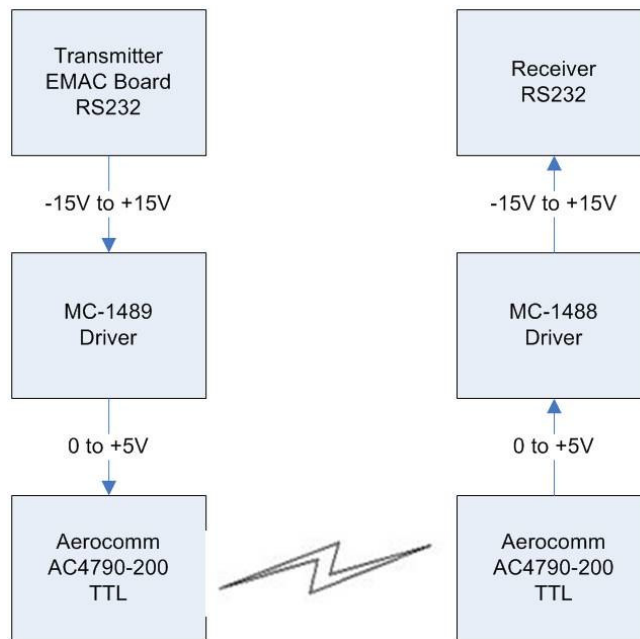 Transmitter
EMAC Board
RS232
-15V to +15V
MC-1489
Driver
0 to +5V
Aerocomm
AC4790-200
TTL
Receiver
RS232
-15V to +15V
MC-1488
Driver
0 to +5V
Aerocomm
AC4790-200
TTL